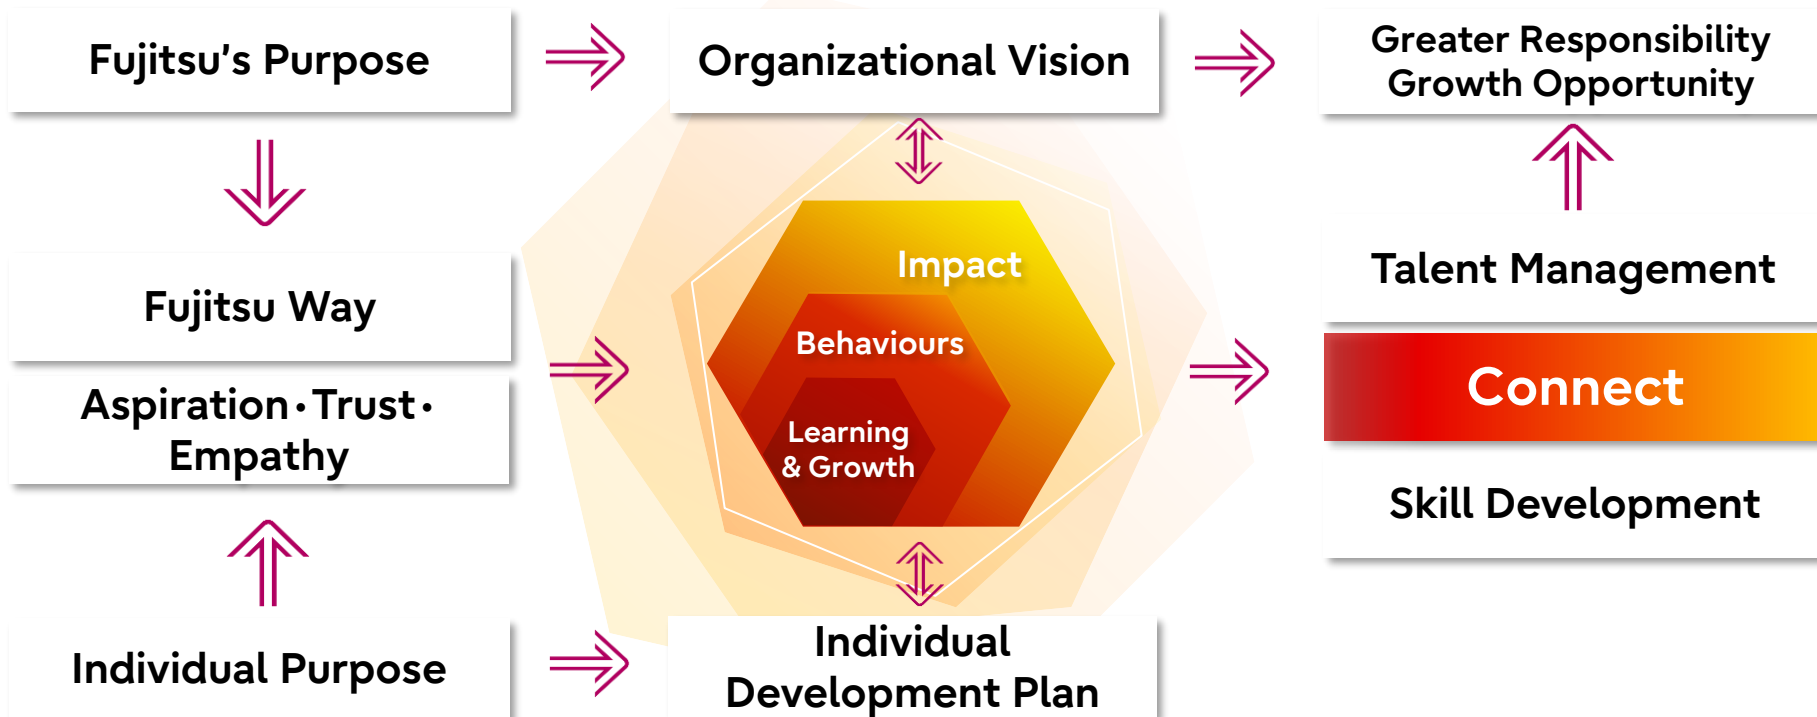 Fujitsu’s Purpose
Organizational Vision
Greater Responsibility
Growth Opportunity
Fujitsu Way
Aspiration・Trust・
Empathy
Impact
Behaviours
Learning
& Growth
Talent Management
Connect
Skill Development
Individual Purpose
Individual
Development Plan